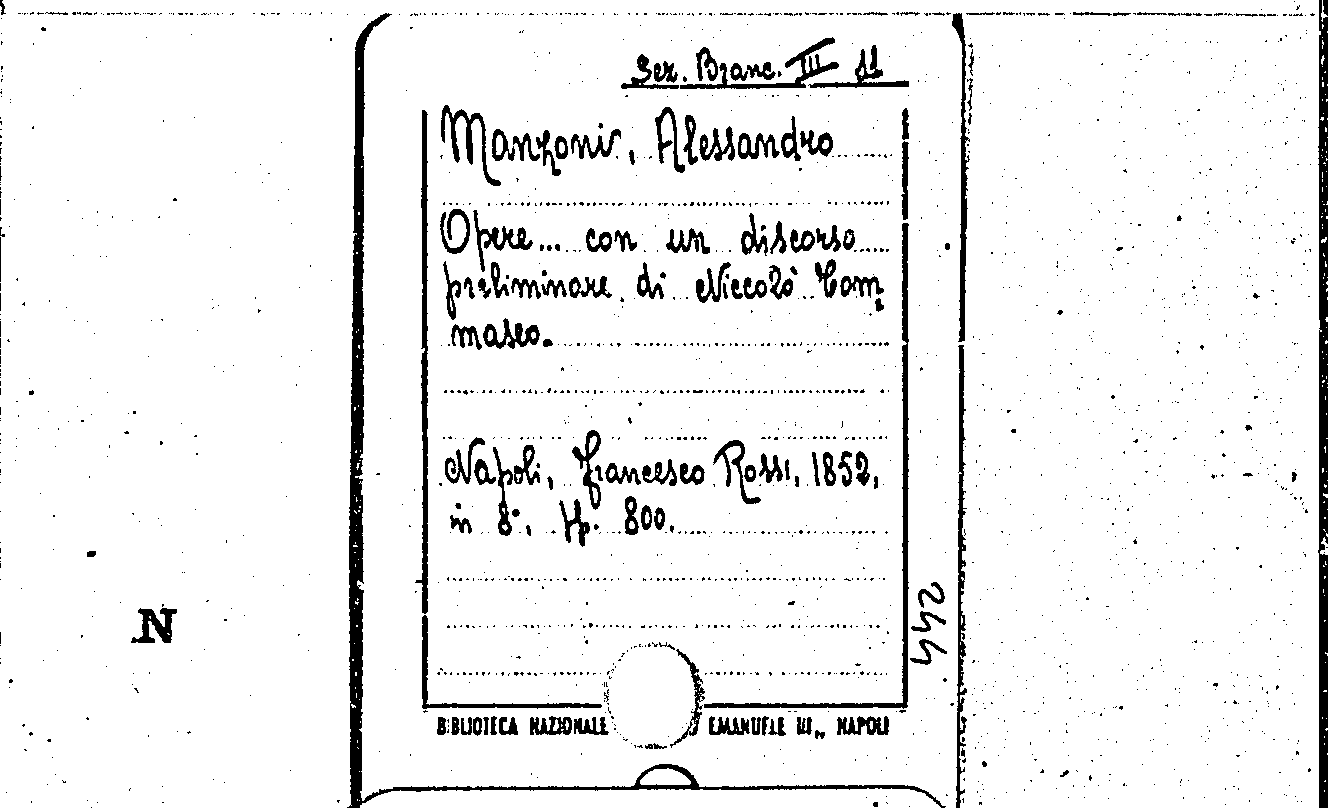 Sez. Branc. III 11
Manzoni, Alessandro
Opere... con un discorso
preliminare di Niccolò Tom=
maseo.
Napoli, Francesco Rossi, 1852,
in 8°. pp. 800.
244
N
BIBLIOTECA NAZIONALE EMANUELE III„ NAPOLI